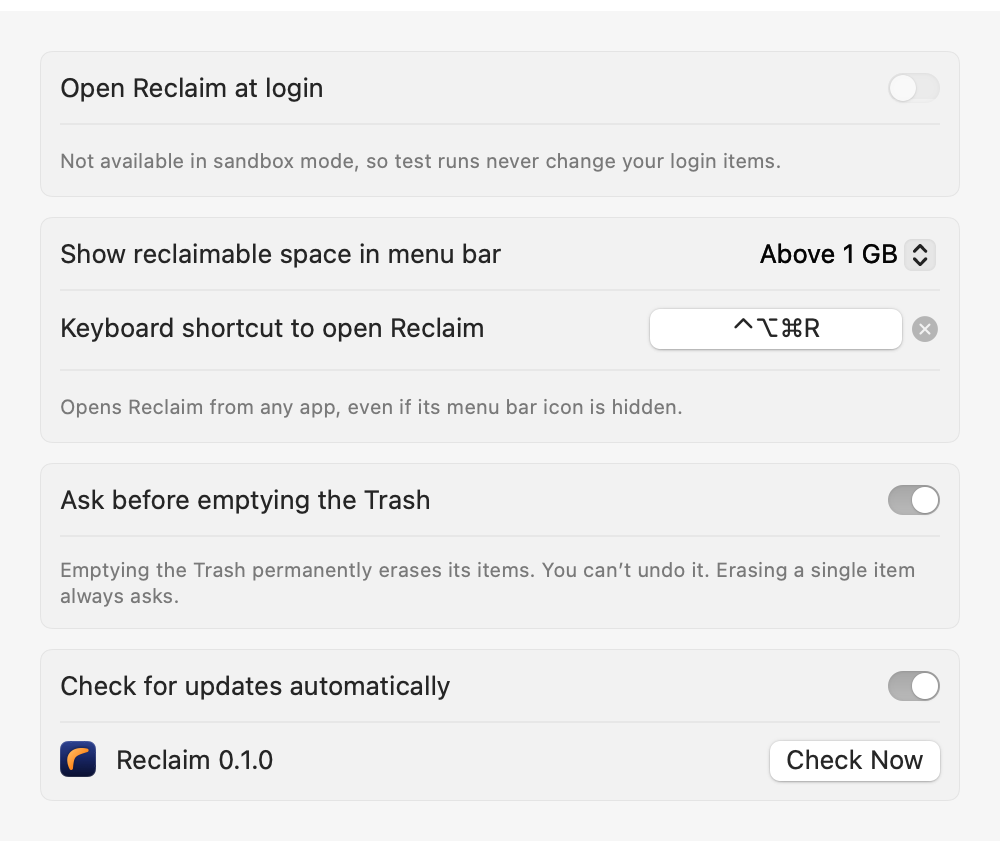 Open Reclaim at login
Not available in sandbox mode, so test runs never change your login items.
Show reclaimable space in menu bar
Above 1 GB
Keyboard shortcut to open Reclaim
^⌥⌘R
Opens Reclaim from any app, even if its menu bar icon is hidden.
Ask before emptying the Trash
Emptying the Trash permanently erases its items. You can’t undo it. Erasing a single item
always asks.
Check for updates automatically
Reclaim 0.1.0
Check Now